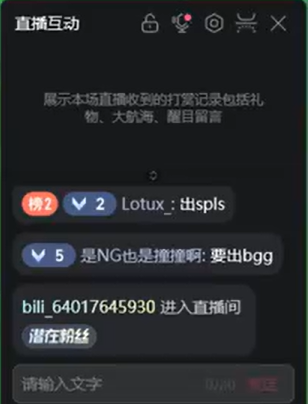 直播互动
展示本场直播收到的打赏记录包括礼
物、大航海、醒目留言
榜2 2 Lotux_: 出spls
5 是NG也是撞撞啊: 要出bgg
bili_64017645930 进入直播间
潜在粉丝
请输入文字 0/40 发送